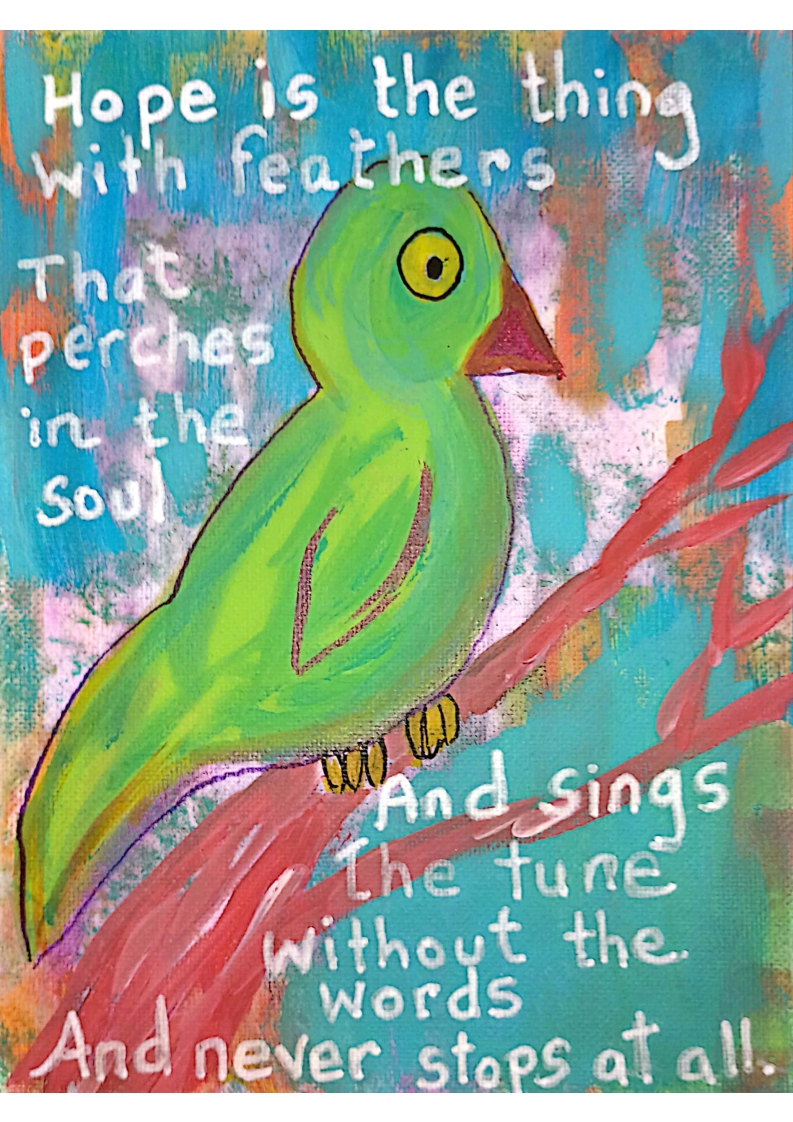 Hope is the thing
with feathers
That
perches
in the
soul
And sings
the tune
without the
words
And never stops at all.